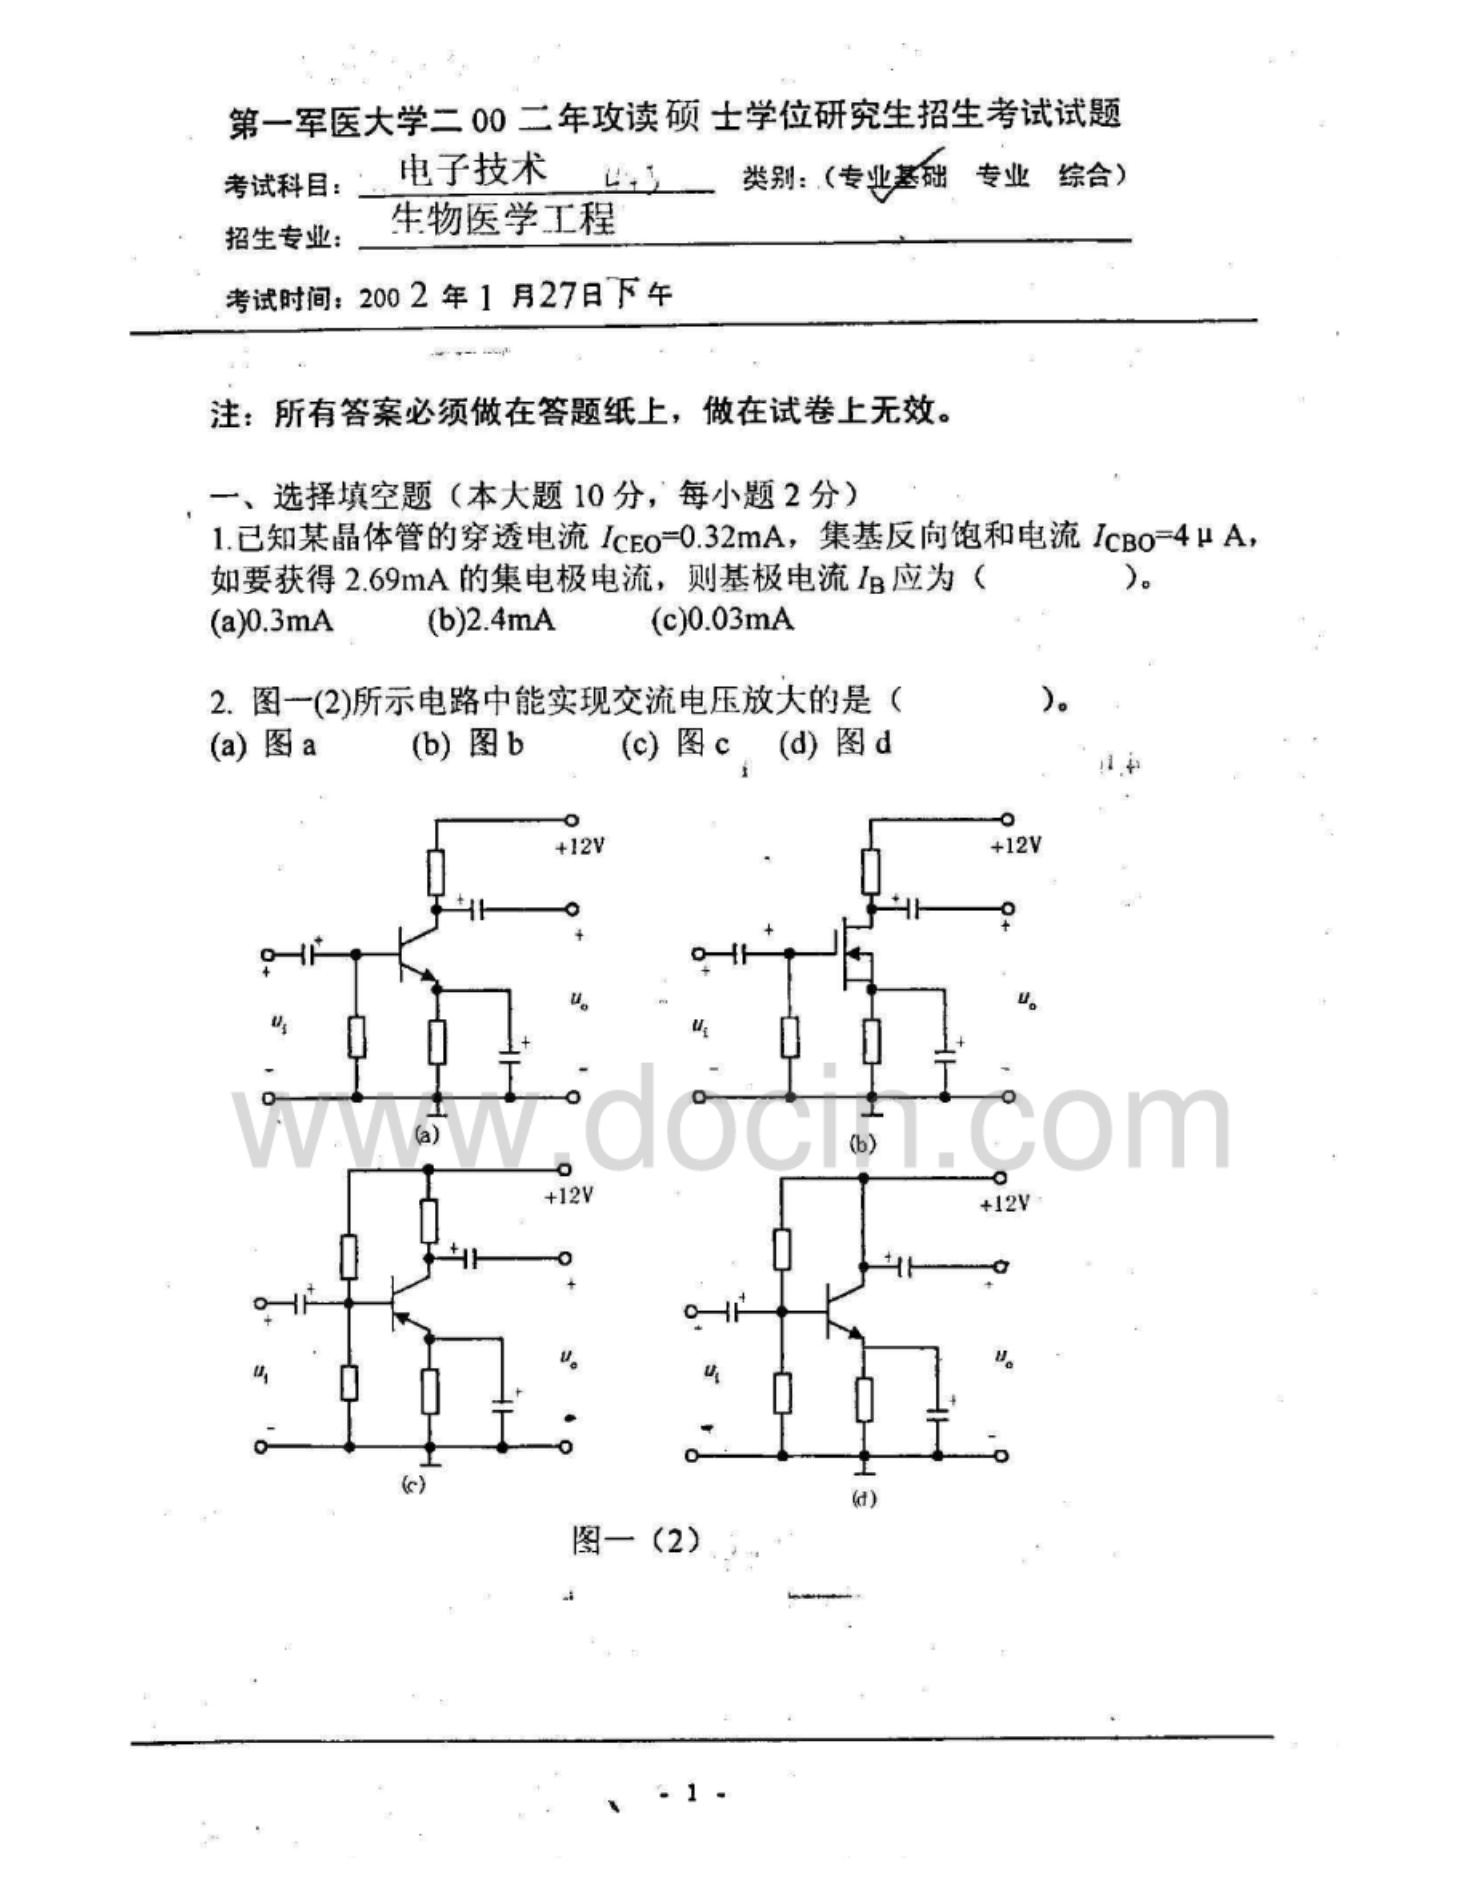 第一军医大学二00二年攻读硕士学位研究生招生考试试题
考试科目：电子技术 类别：（专业基础 专业 综合）
招生专业：生物医学工程
考试时间：2002年1月27日下午
注：所有答案必须做在答题纸上，做在试卷上无效。
一、选择填空题（本大题10分，每小题2分）
1.已知某晶体管的穿透电流 ICEO=0.32mA，集基反向饱和电流 ICBO=4μA，
如要获得 2.69mA 的集电极电流，则基极电流 IB 应为（ ）。
(a)0.3mA (b)2.4mA (c)0.03mA
2. 图一(2)所示电路中能实现交流电压放大的是（ ）。
(a) 图 a (b) 图 b (c) 图 c (d) 图 d
+12V +12V
+ +
+ + + +
+ +
ui uo ui uo
+ +
- - - -
(a) (b)
+12V +12V
+ +
+ + + +
+ +
ui uo ui uo
+ +
- -
(c) (d)
图一（2）
www.docin.com
- 1 -